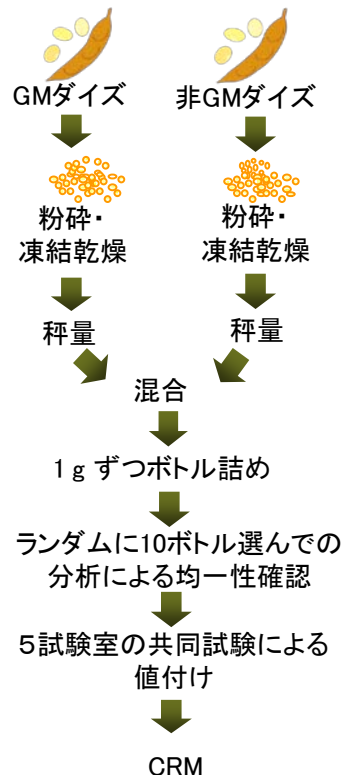 GMダイズ
非GMダイズ
粉砕・
凍結乾燥
粉砕・
凍結乾燥
秤量
秤量
混合
1 g ずつボトル詰め
ランダムに10ボトル選んでの
分析による均一性確認
5試験室の共同試験による
値付け
CRM